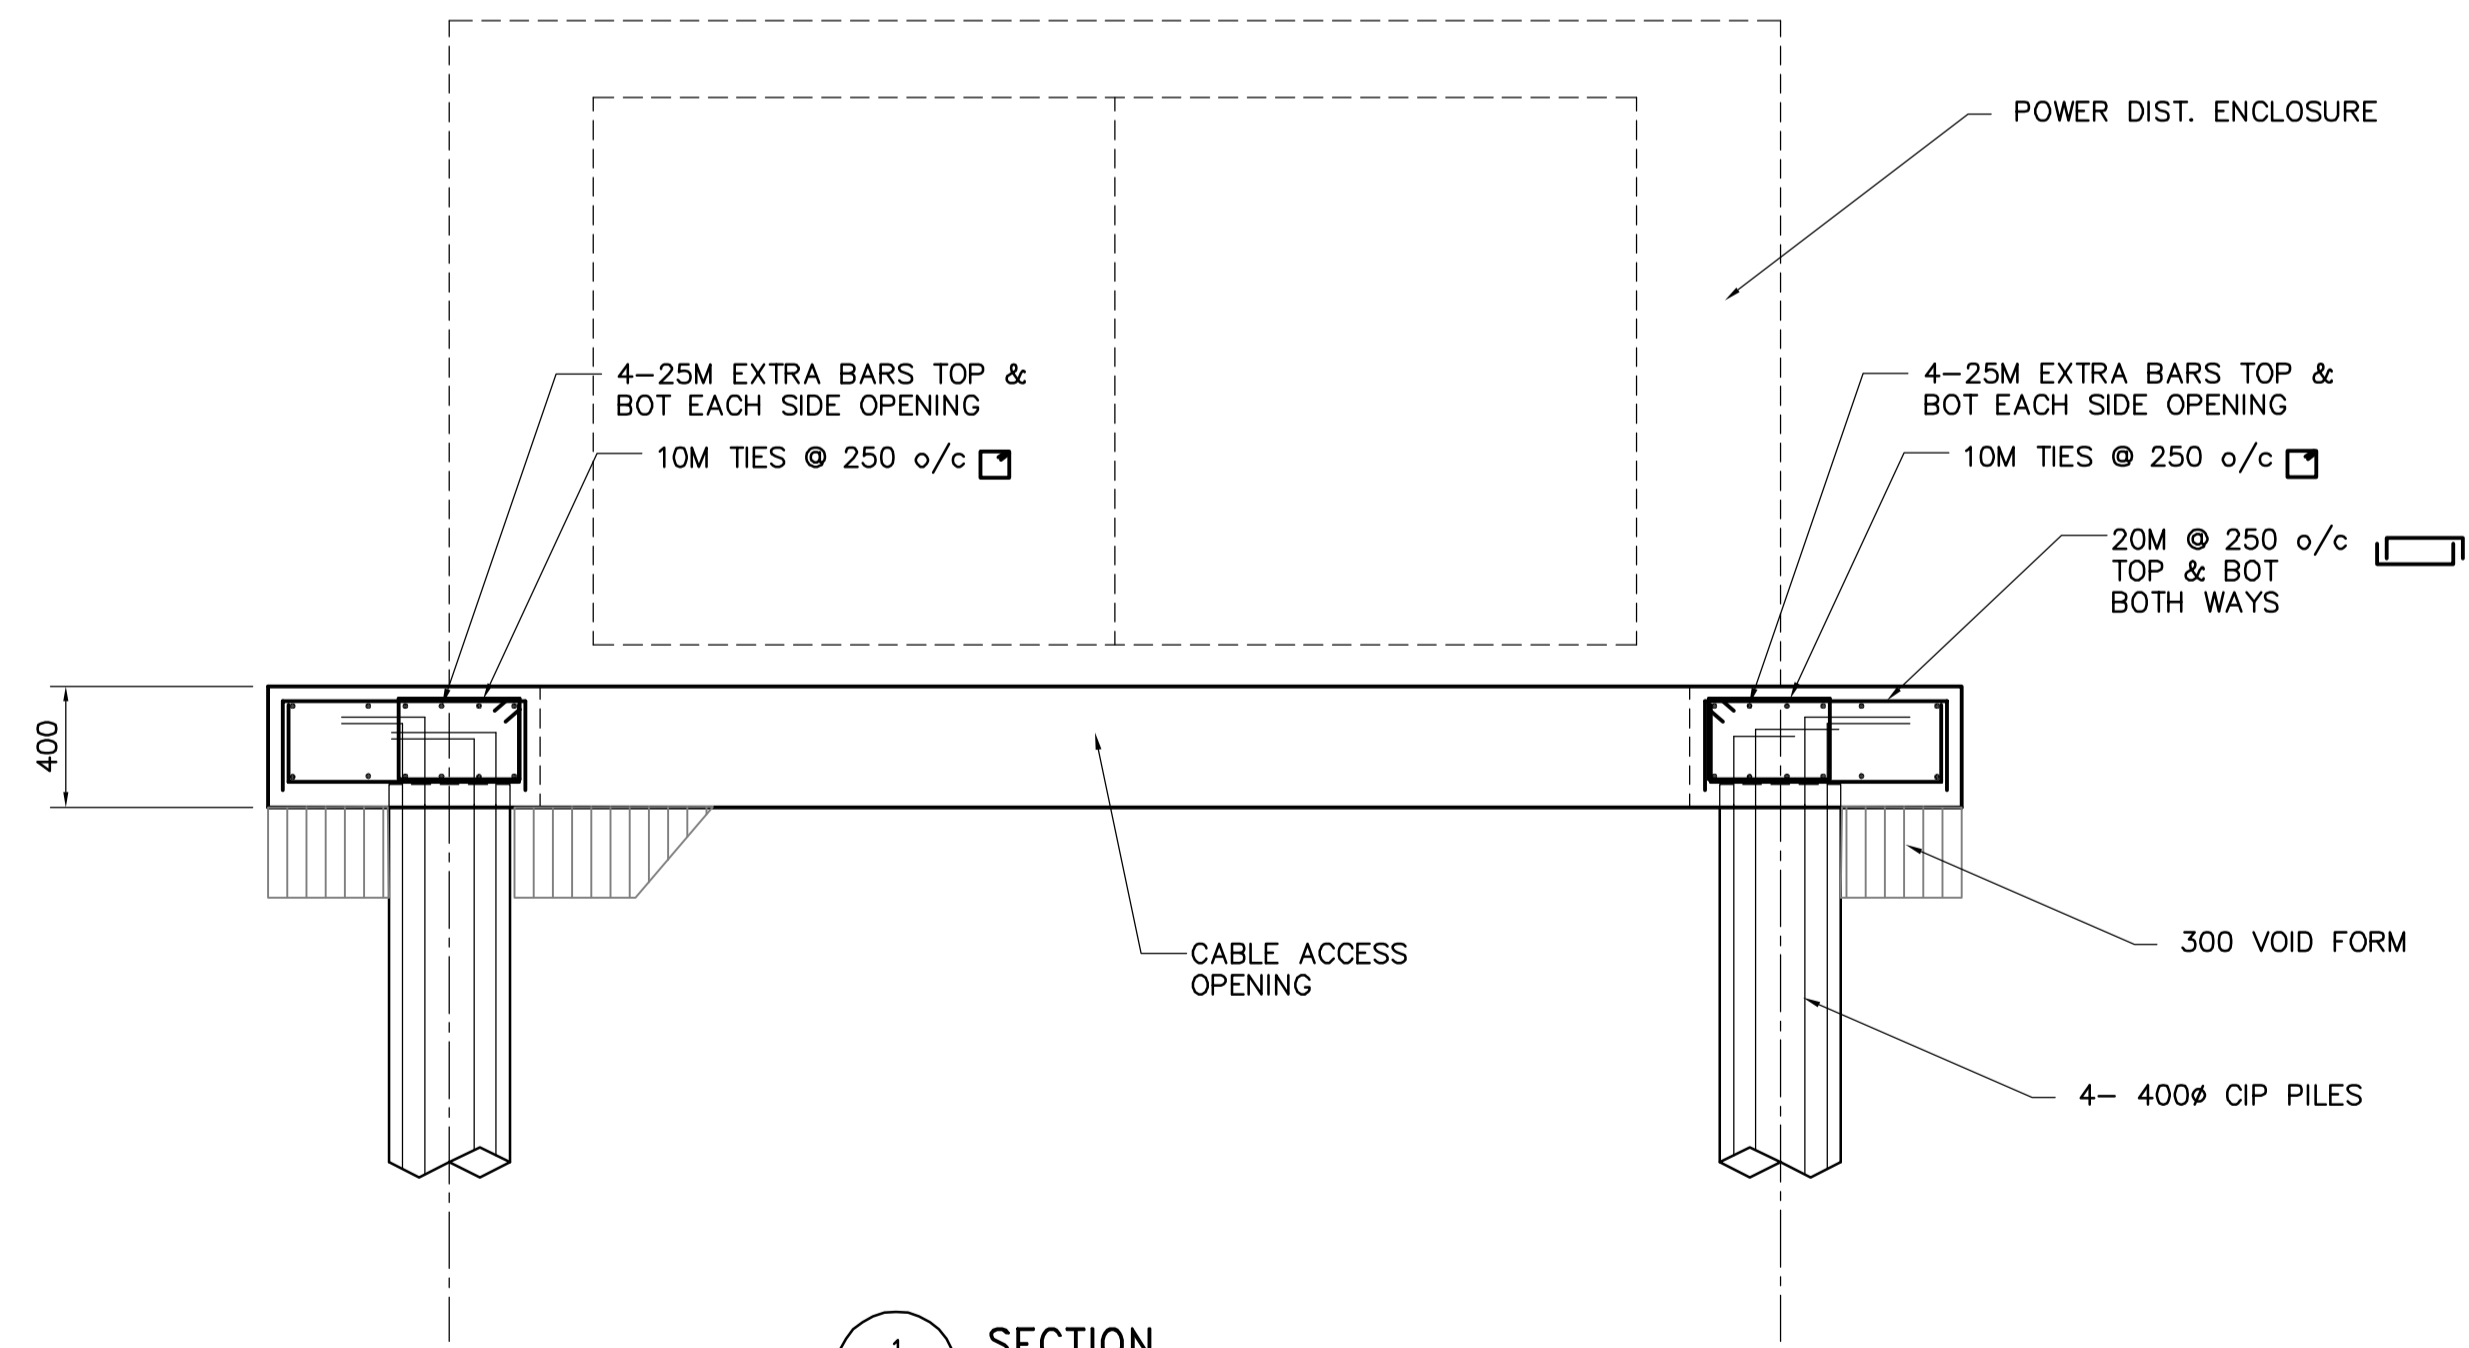 POWER DIST. ENCLOSURE
4-25M EXTRA BARS TOP &
BOT EACH SIDE OPENING
10M TIES @ 250 o/c
4-25M EXTRA BARS TOP &
BOT EACH SIDE OPENING
10M TIES @ 250 o/c
20M @ 250 o/c
TOP & BOT
BOTH WAYS
400
CABLE ACCESS
OPENING
300 VOID FORM
4- 400ø CIP PILES
1
SECTION